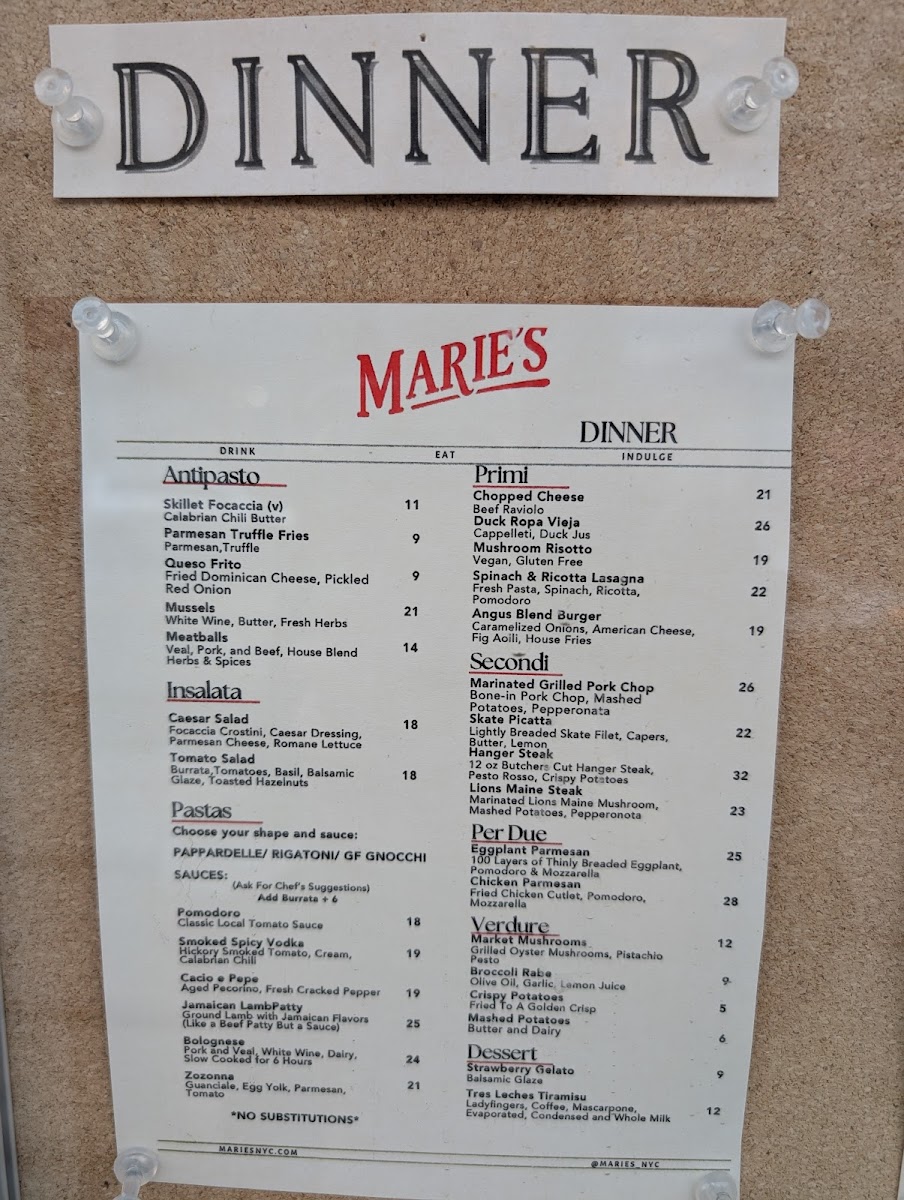 DINNER
MARIE'S
DINNER
DRINK EAT INDULGE
Antipasto
Skillet Focaccia (v) 11
Calabrian Chili Butter
Parmesan Truffle Fries 9
Parmesan,Truffle
Queso Frito
Fried Dominican Cheese, Pickled 9
Red Onion
Mussels 21
White Wine, Butter, Fresh Herbs
Meatballs
Veal, Pork, and Beef, House Blend 14
Herbs & Spices
Insalata
Caesar Salad 18
Focaccia Crostini, Caesar Dressing,
Parmesan Cheese, Romane Lettuce
Tomato Salad
Burrata,Tomatoes, Basil, Balsamic 18
Glaze, Toasted Hazelnuts
Pastas
Choose your shape and sauce:
PAPPARDELLE/ RIGATONI/ GF GNOCCHI
SAUCES:
(Ask For Chef's Suggestions)
Add Burrata + 6
Pomodoro
Classic Local Tomato Sauce 18
Smoked Spicy Vodka
Hickory Smoked Tomato, Cream, 19
Calabrian Chili
Cacio e Pepe
Aged Pecorino, Fresh Cracked Pepper 19
Jamaican LambPatty
Ground Lamb with Jamaican Flavors
(Like a Beef Patty But a Sauce) 25
Bolognese
Pork and Veal, White Wine, Dairy,
Slow Cooked for 6 Hours 24
Zozonna
Guanciale, Egg Yolk, Parmesan, 21
Tomato
*NO SUBSTITUTIONS*
Primi
Chopped Cheese 21
Beef Raviolo
Duck Ropa Vieja 26
Cappelleti, Duck Jus
Mushroom Risotto
Vegan, Gluten Free 19
Spinach & Ricotta Lasagna
Fresh Pasta, Spinach, Ricotta, 22
Pomodoro
Angus Blend Burger
Caramelized Onions, American Cheese, 19
Fig Aoili, House Fries
Secondi
Marinated Grilled Pork Chop 26
Bone-in Pork Chop, Mashed
Potatoes, Pepperonata
Skate Picatta
Lightly Breaded Skate Filet, Capers, 22
Butter, Lemon
Hanger Steak
12 oz Butchers Cut Hanger Steak,
Pesto Rosso, Crispy Potatoes 32
Lions Maine Steak
Marinated Lions Maine Mushroom,
Mashed Potatoes, Pepperonota 23
Per Due
Eggplant Parmesan 25
100 Layers of Thinly Breaded Eggplant,
Pomodoro & Mozzarella
Chicken Parmesan
Fried Chicken Cutlet, Pomodoro, 28
Mozzarella
Verdure
Market Mushrooms 12
Grilled Oyster Mushrooms, Pistachio
Pesto
Broccoli Rabe
Olive Oil, Garlic, Lemon Juice 9
Crispy Potatoes
Fried To A Golden Crisp 5
Mashed Potatoes
Butter and Dairy 6
Dessert
Strawberry Gelato 9
Balsamic Glaze
Tres Leches Tiramisu
Ladyfingers, Coffee, Mascarpone, 12
Evaporated, Condensed and Whole Milk
MARIESNYC.COM @MARIES_NYC